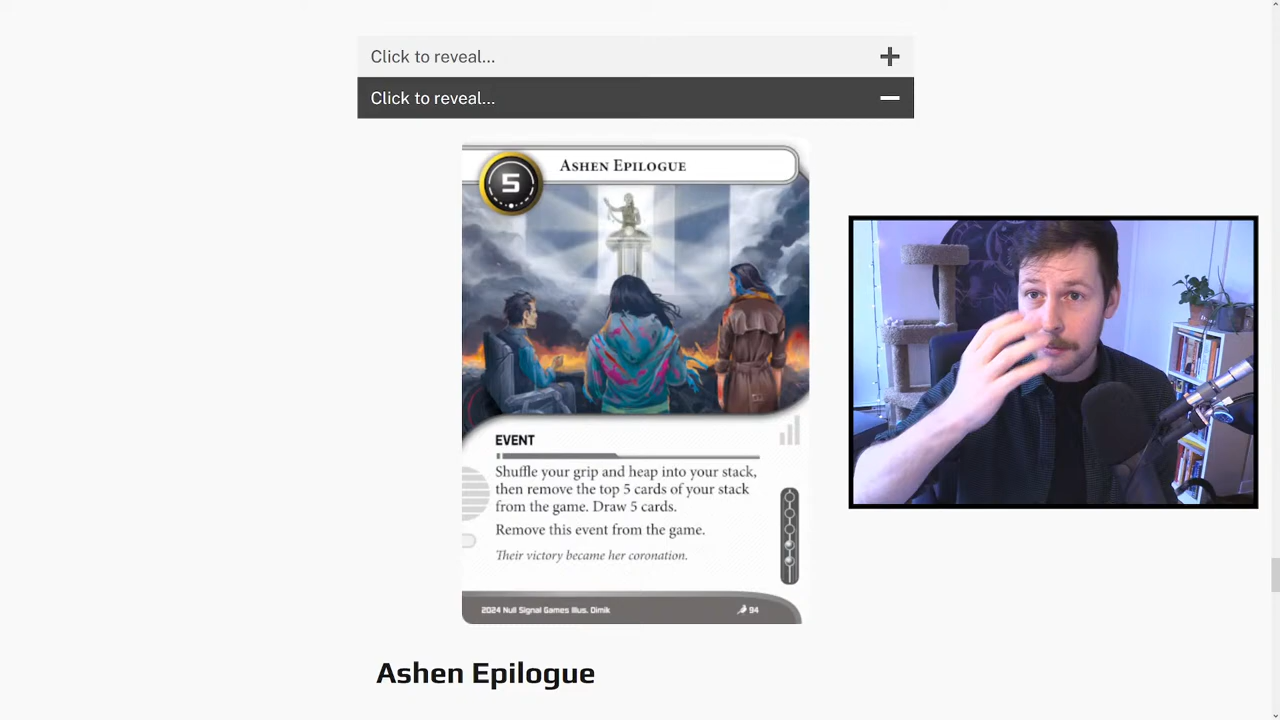 Click to reveal...
Click to reveal...
5
ASHEN EPILOGUE
EVENT
Shuffle your grip and heap into your stack,
then remove the top 5 cards of your stack
from the game. Draw 5 cards.
Remove this event from the game.
Their victory became her coronation.
2024 Null Signal Games Illus. Dimik
94
Ashen Epilogue